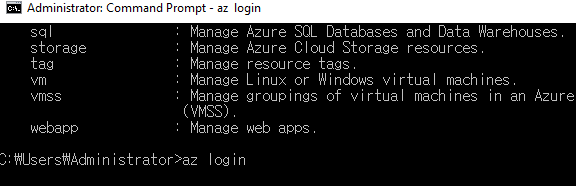 Administrator: Command Prompt - az login
sql : Manage Azure SQL Databases and Data Warehouses.
storage : Manage Azure Cloud Storage resources.
tag : Manage resource tags.
vm : Manage Linux or Windows virtual machines.
vmss : Manage groupings of virtual machines in an Azure
(VMSS).
webapp : Manage web apps.
C:₩Users₩Administrator>az login